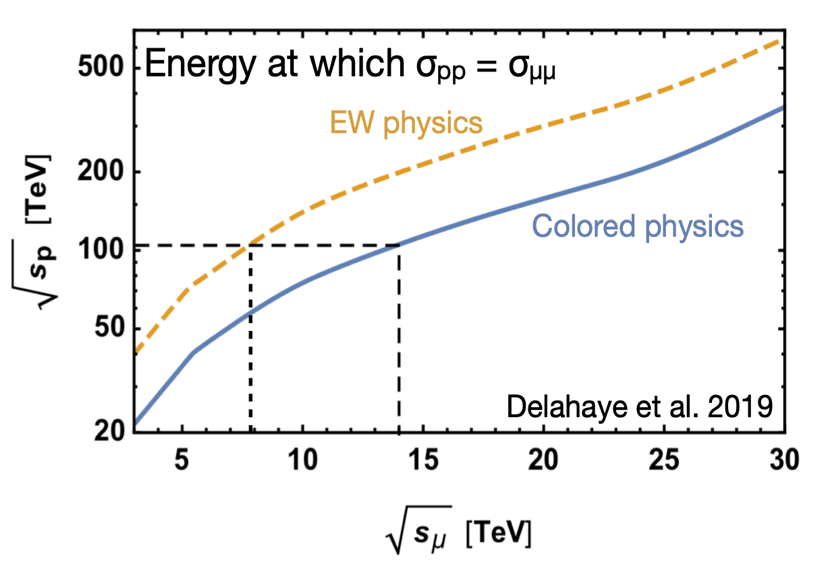 Energy at which σpp = σμμ
EW physics
Colored physics
Delahaye et al. 2019
500
200
100
50
20
√sp [TeV]
5 10 15 20 25 30
√sμ [TeV]